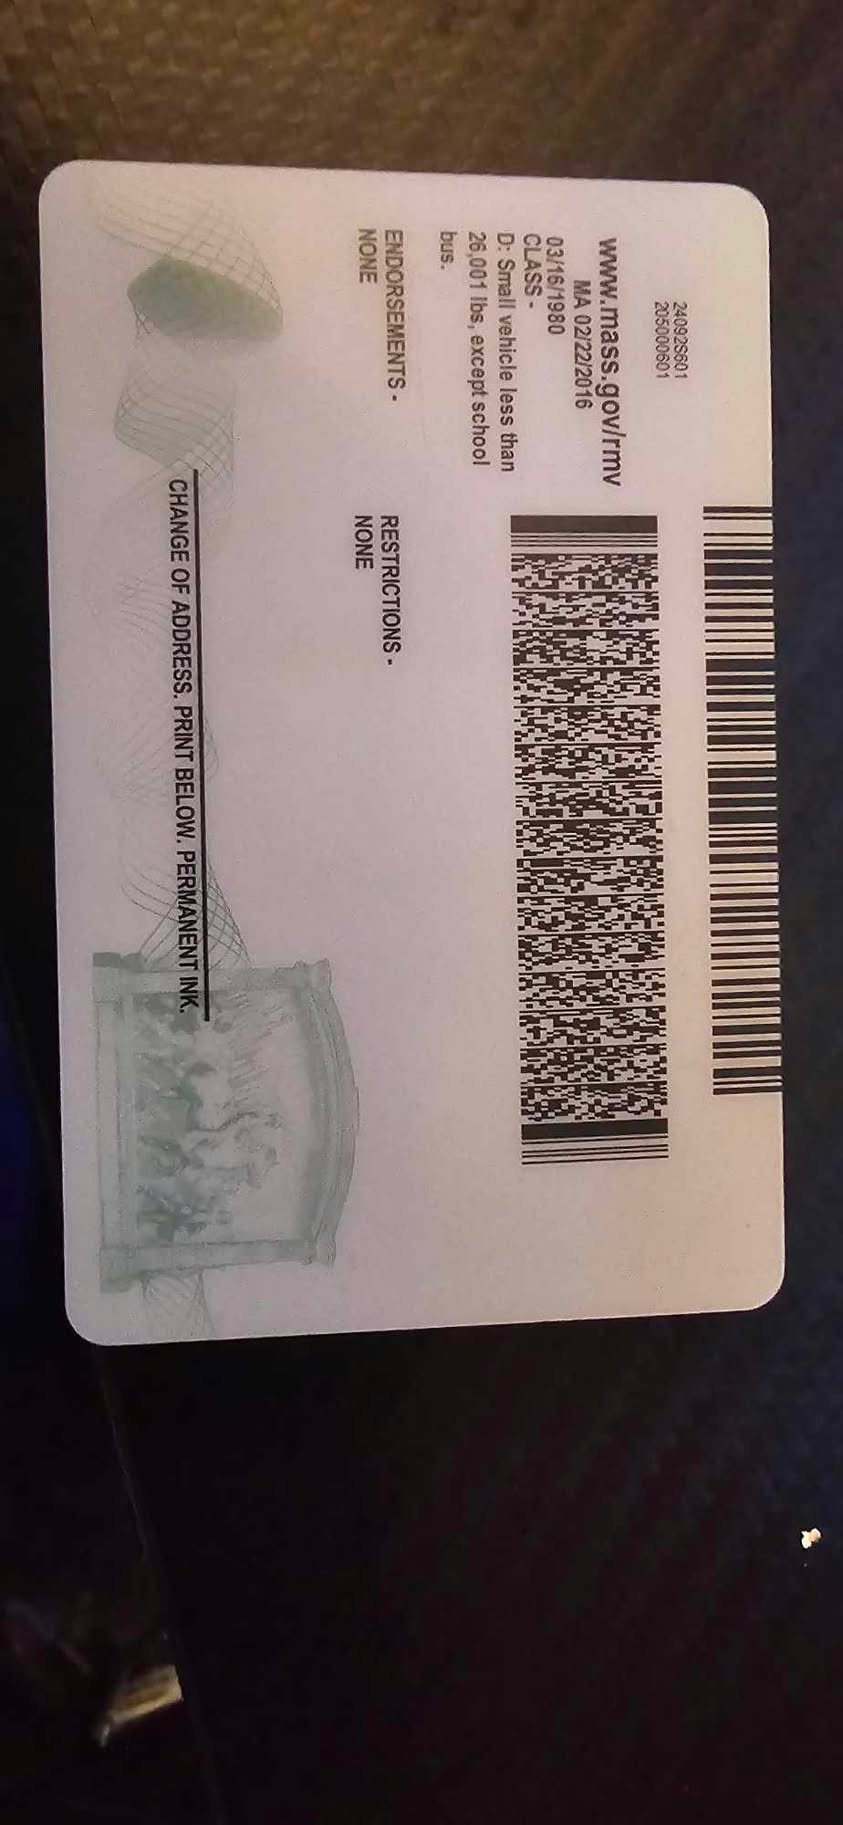 24092S601
205000601
www.mass.gov/rmv
MA 02/22/2016
03/16/1980
CLASS -
D: Small vehicle less than
26,001 lbs, except school
bus.
ENDORSEMENTS -
NONE
RESTRICTIONS -
NONE
CHANGE OF ADDRESS. PRINT BELOW. PERMANENT INK.